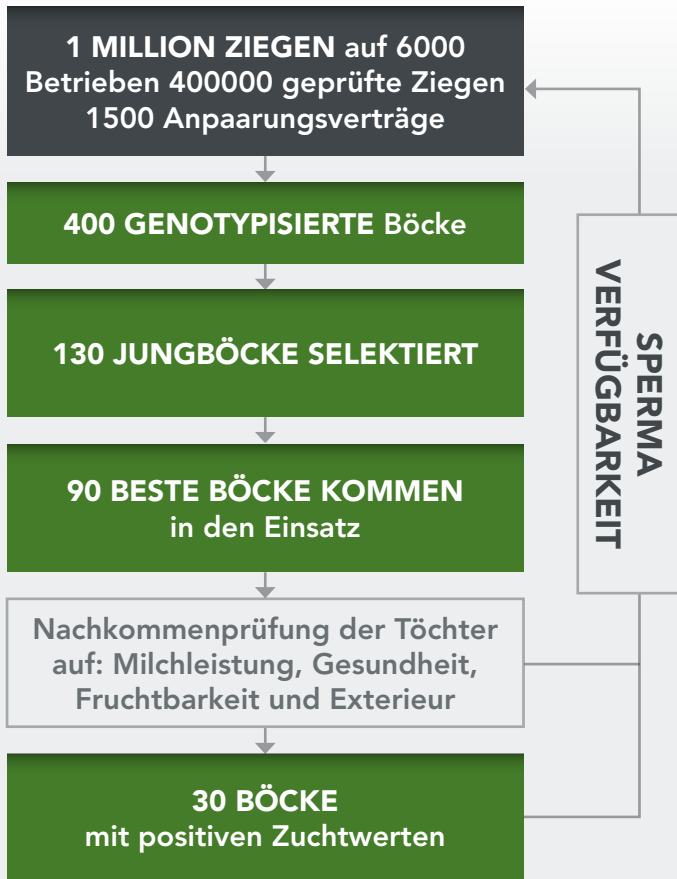 1 MILLION ZIEGEN auf 6000
Betrieben 400000 geprüfte Ziegen
1500 Anpaarungsverträge
400 GENOTYPISIERTE Böcke
130 JUNGBÖCKE SELEKTIERT
90 BESTE BÖCKE KOMMEN
in den Einsatz
Nachkommenprüfung der Töchter
auf: Milchleistung, Gesundheit,
Fruchtbarkeit und Exterieur
30 BÖCKE
mit positiven Zuchtwerten
SPERMA
VERFÜGBARKEIT